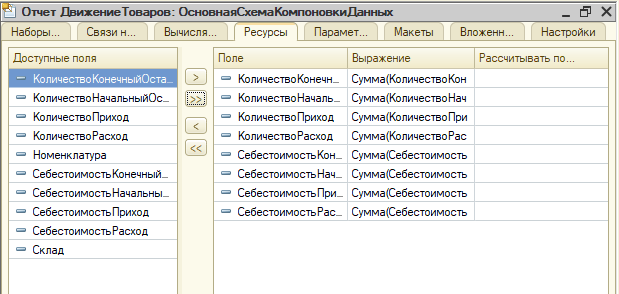 Отчет ДвижениеТоваров: ОсновнаяСхемаКомпоновкиДанных
Наборы... Связи н... Вычисля... Ресурсы Парамет... Макеты Вложенн... Настройки
Доступные поля
КоличествоКонечныйОста...
КоличествоНачальныйОс...
КоличествоПриход
КоличествоРасход
Номенклатура
СебестоимостьКонечный...
СебестоимостьНачальны...
СебестоимостьПриход
СебестоимостьРасход
Склад
>
>>
<
<<
Поле Выражение Рассчитывать по...
КоличествоКонечн... Сумма(КоличествоКон
КоличествоНачаль... Сумма(КоличествоНач
КоличествоПриход Сумма(КоличествоПри
КоличествоРасход Сумма(КоличествоРас
СебестоимостьКон... Сумма(Себестоимость
СебестоимостьНач... Сумма(Себестоимость
СебестоимостьПри... Сумма(Себестоимость
СебестоимостьРас... Сумма(Себестоимость